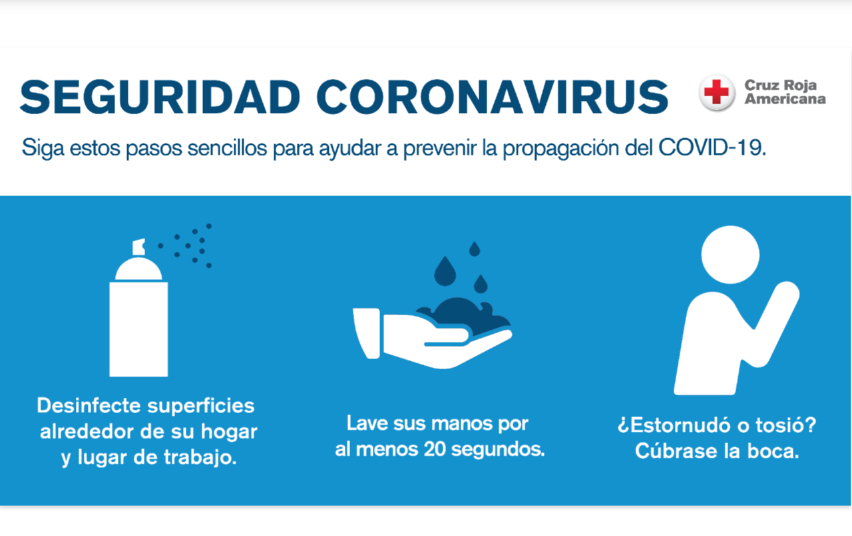 SEGURIDAD CORONAVIRUS
Cruz Roja
Americana
Siga estos pasos sencillos para ayudar a prevenir la propagación del COVID-19.
Desinfecte superficies
alrededor de su hogar
y lugar de trabajo.
Lave sus manos por
al menos 20 segundos.
¿Estornudó o tosió?
Cúbrase la boca.